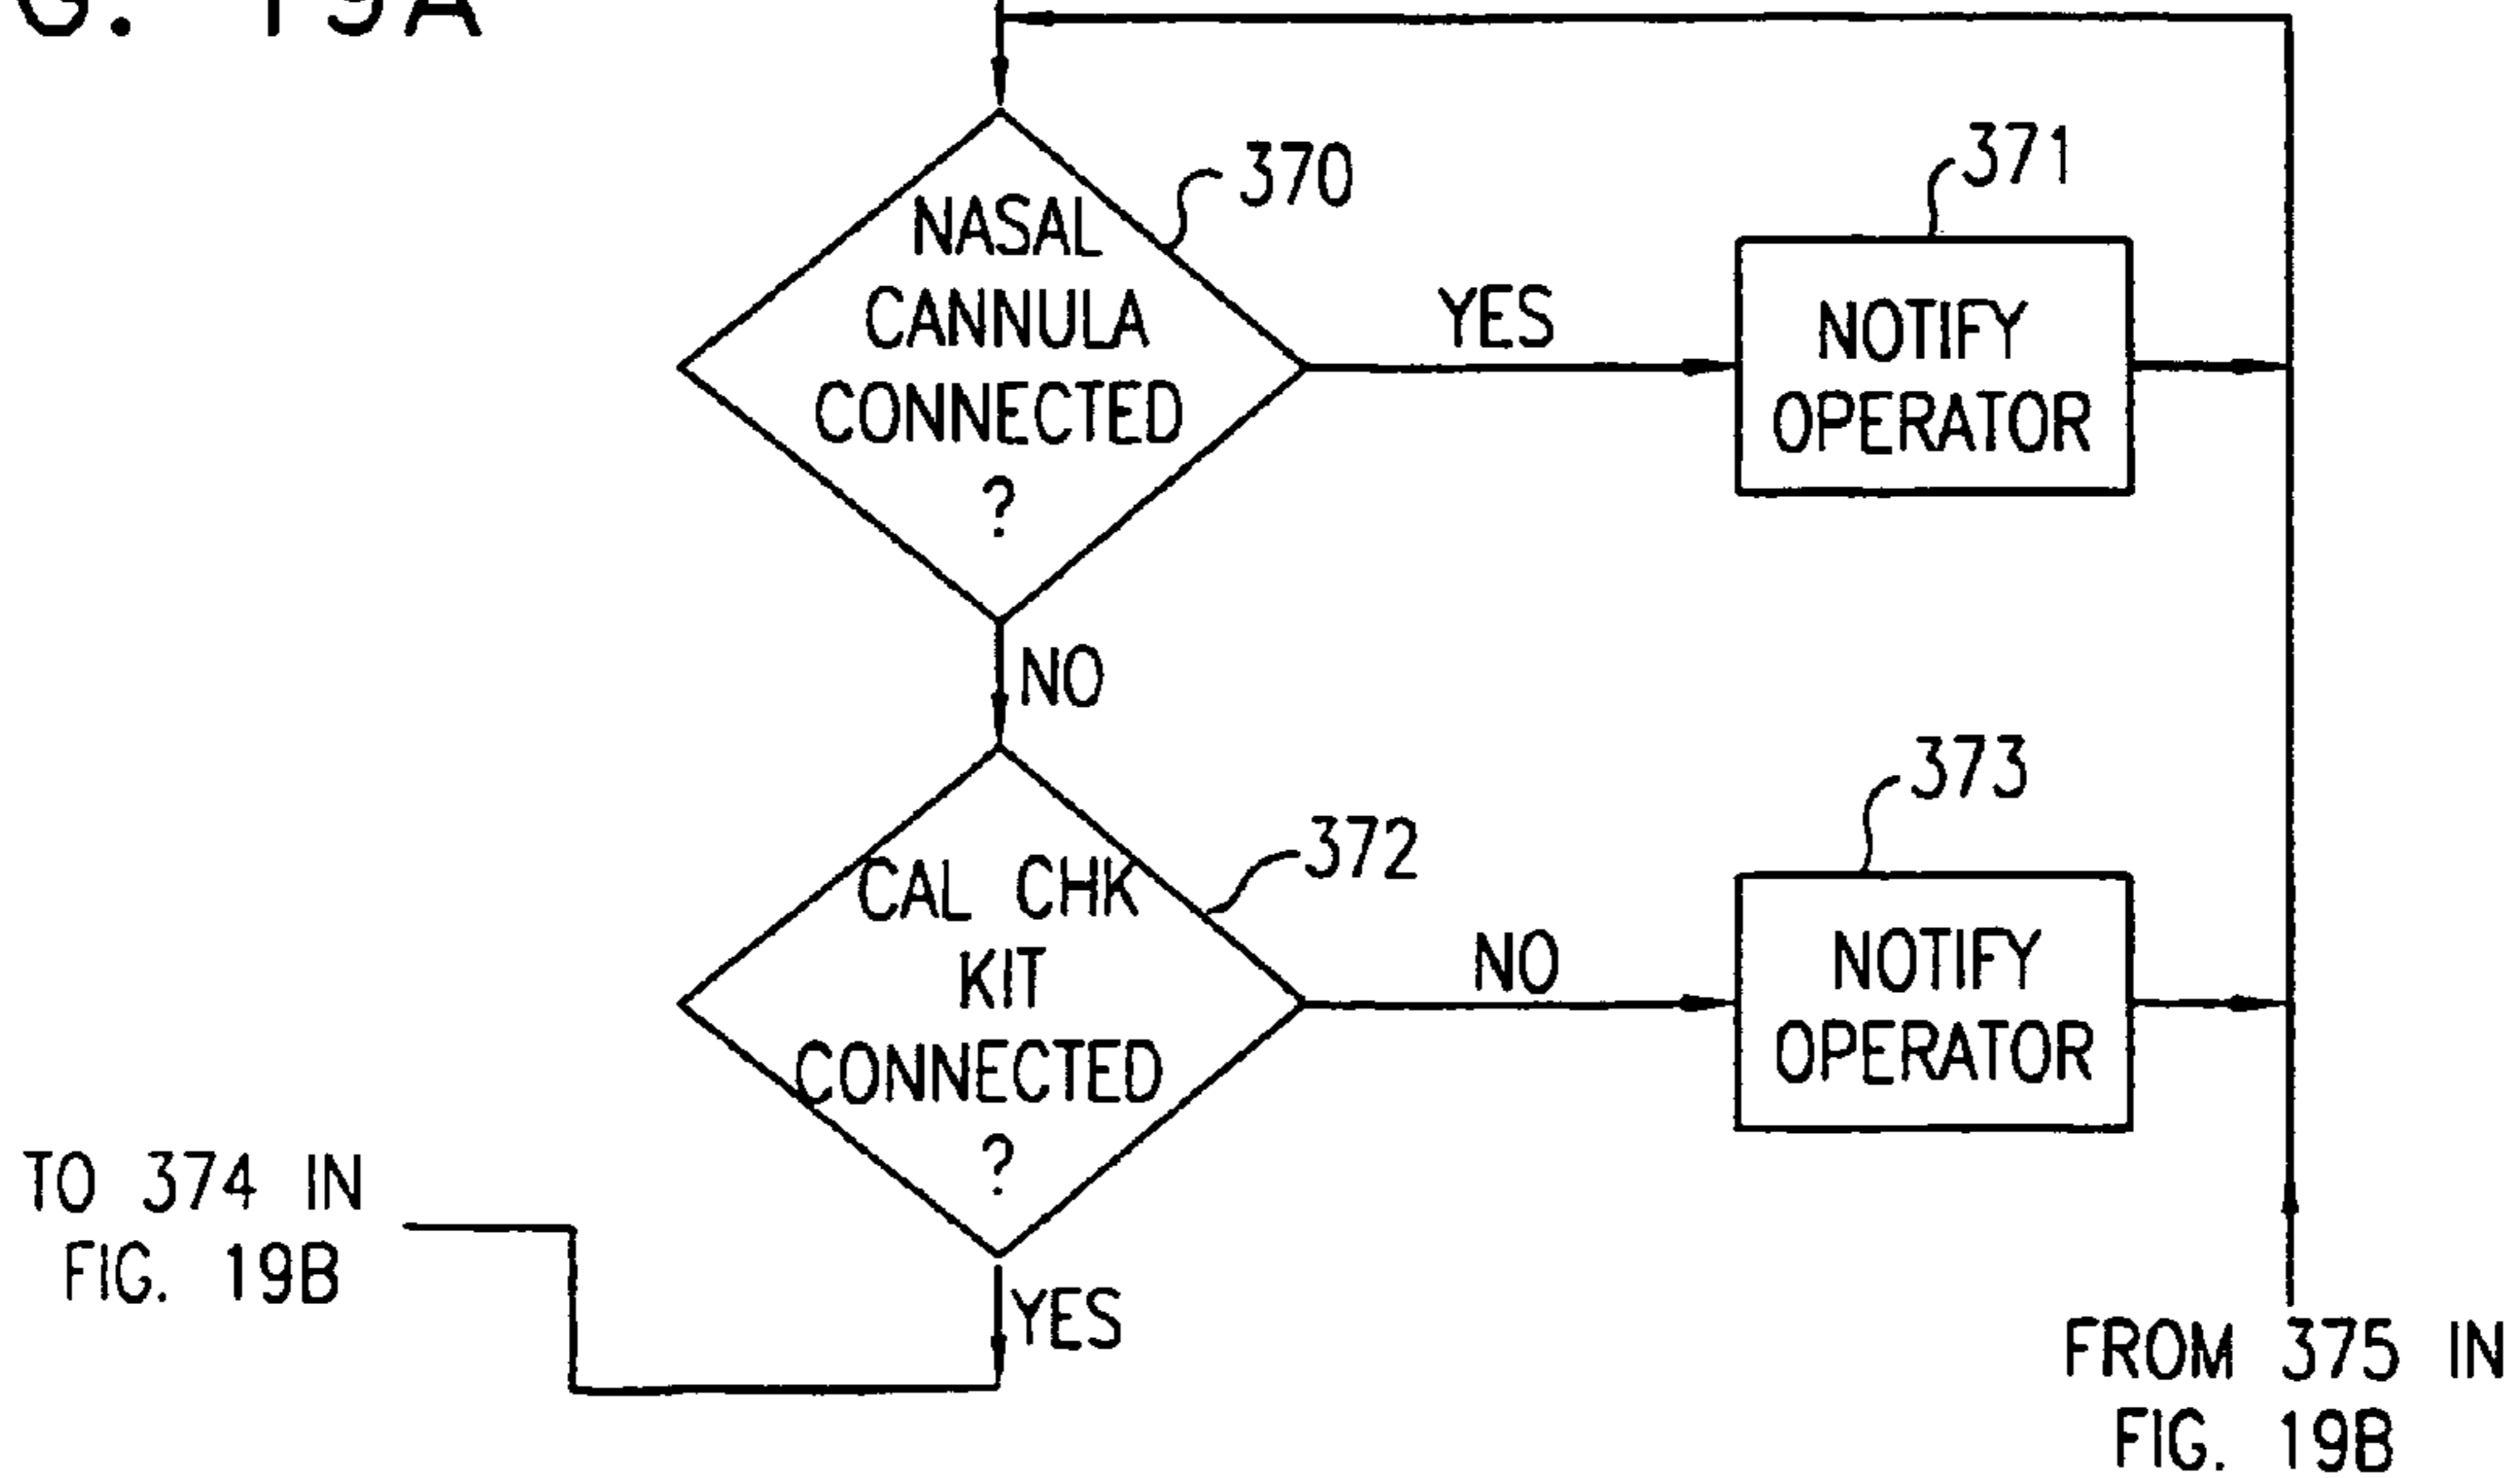 G. 19A
370
NASAL
CANNULA
CONNECTED
?
YES
371
NOTIFY
OPERATOR
NO
372
CAL CHK
KIT
CONNECTED
?
NO
373
NOTIFY
OPERATOR
YES
TO 374 IN
FIG. 19B
FROM 375 IN
FIG. 19B